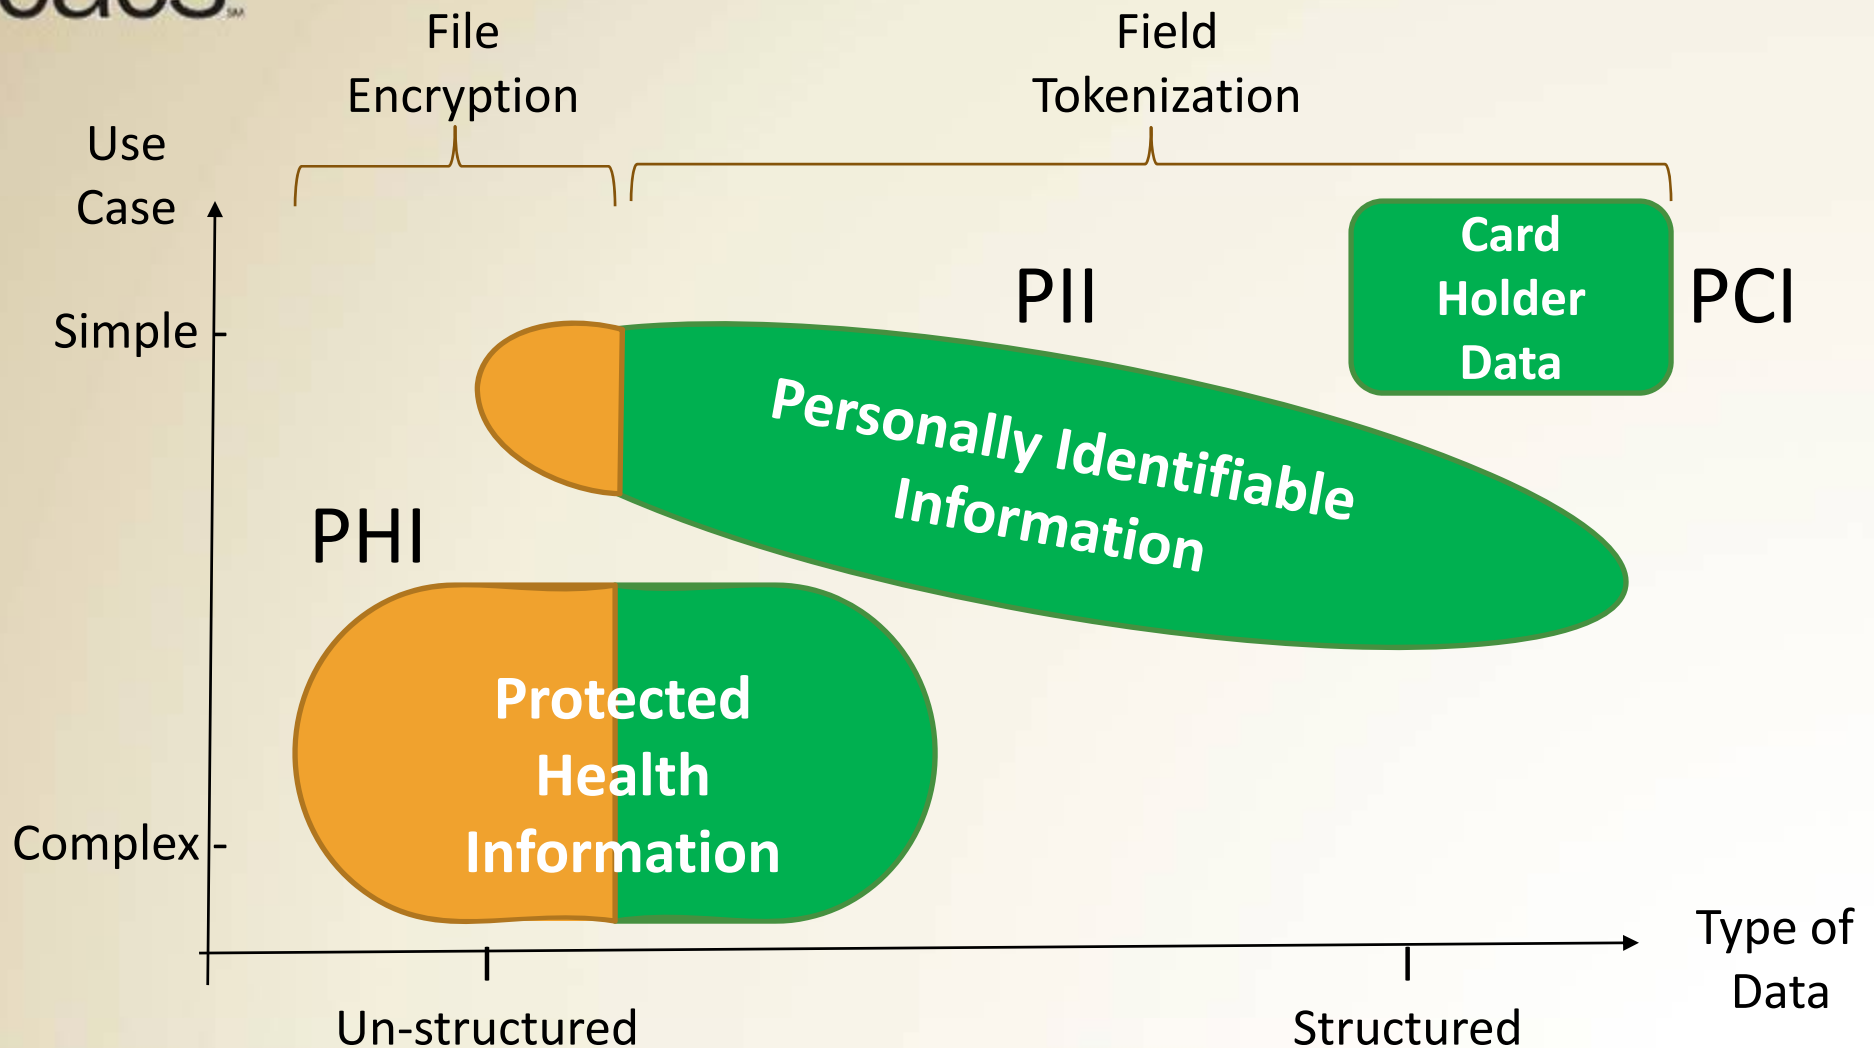 File
Encryption
Field
Tokenization
Use
Case
Card
Holder
Data
PII
PCI
Simple -
Personally Identifiable
Information
PHI
Protected
Health
Information
Complex -
Type of
Data
Un-structured
Structured